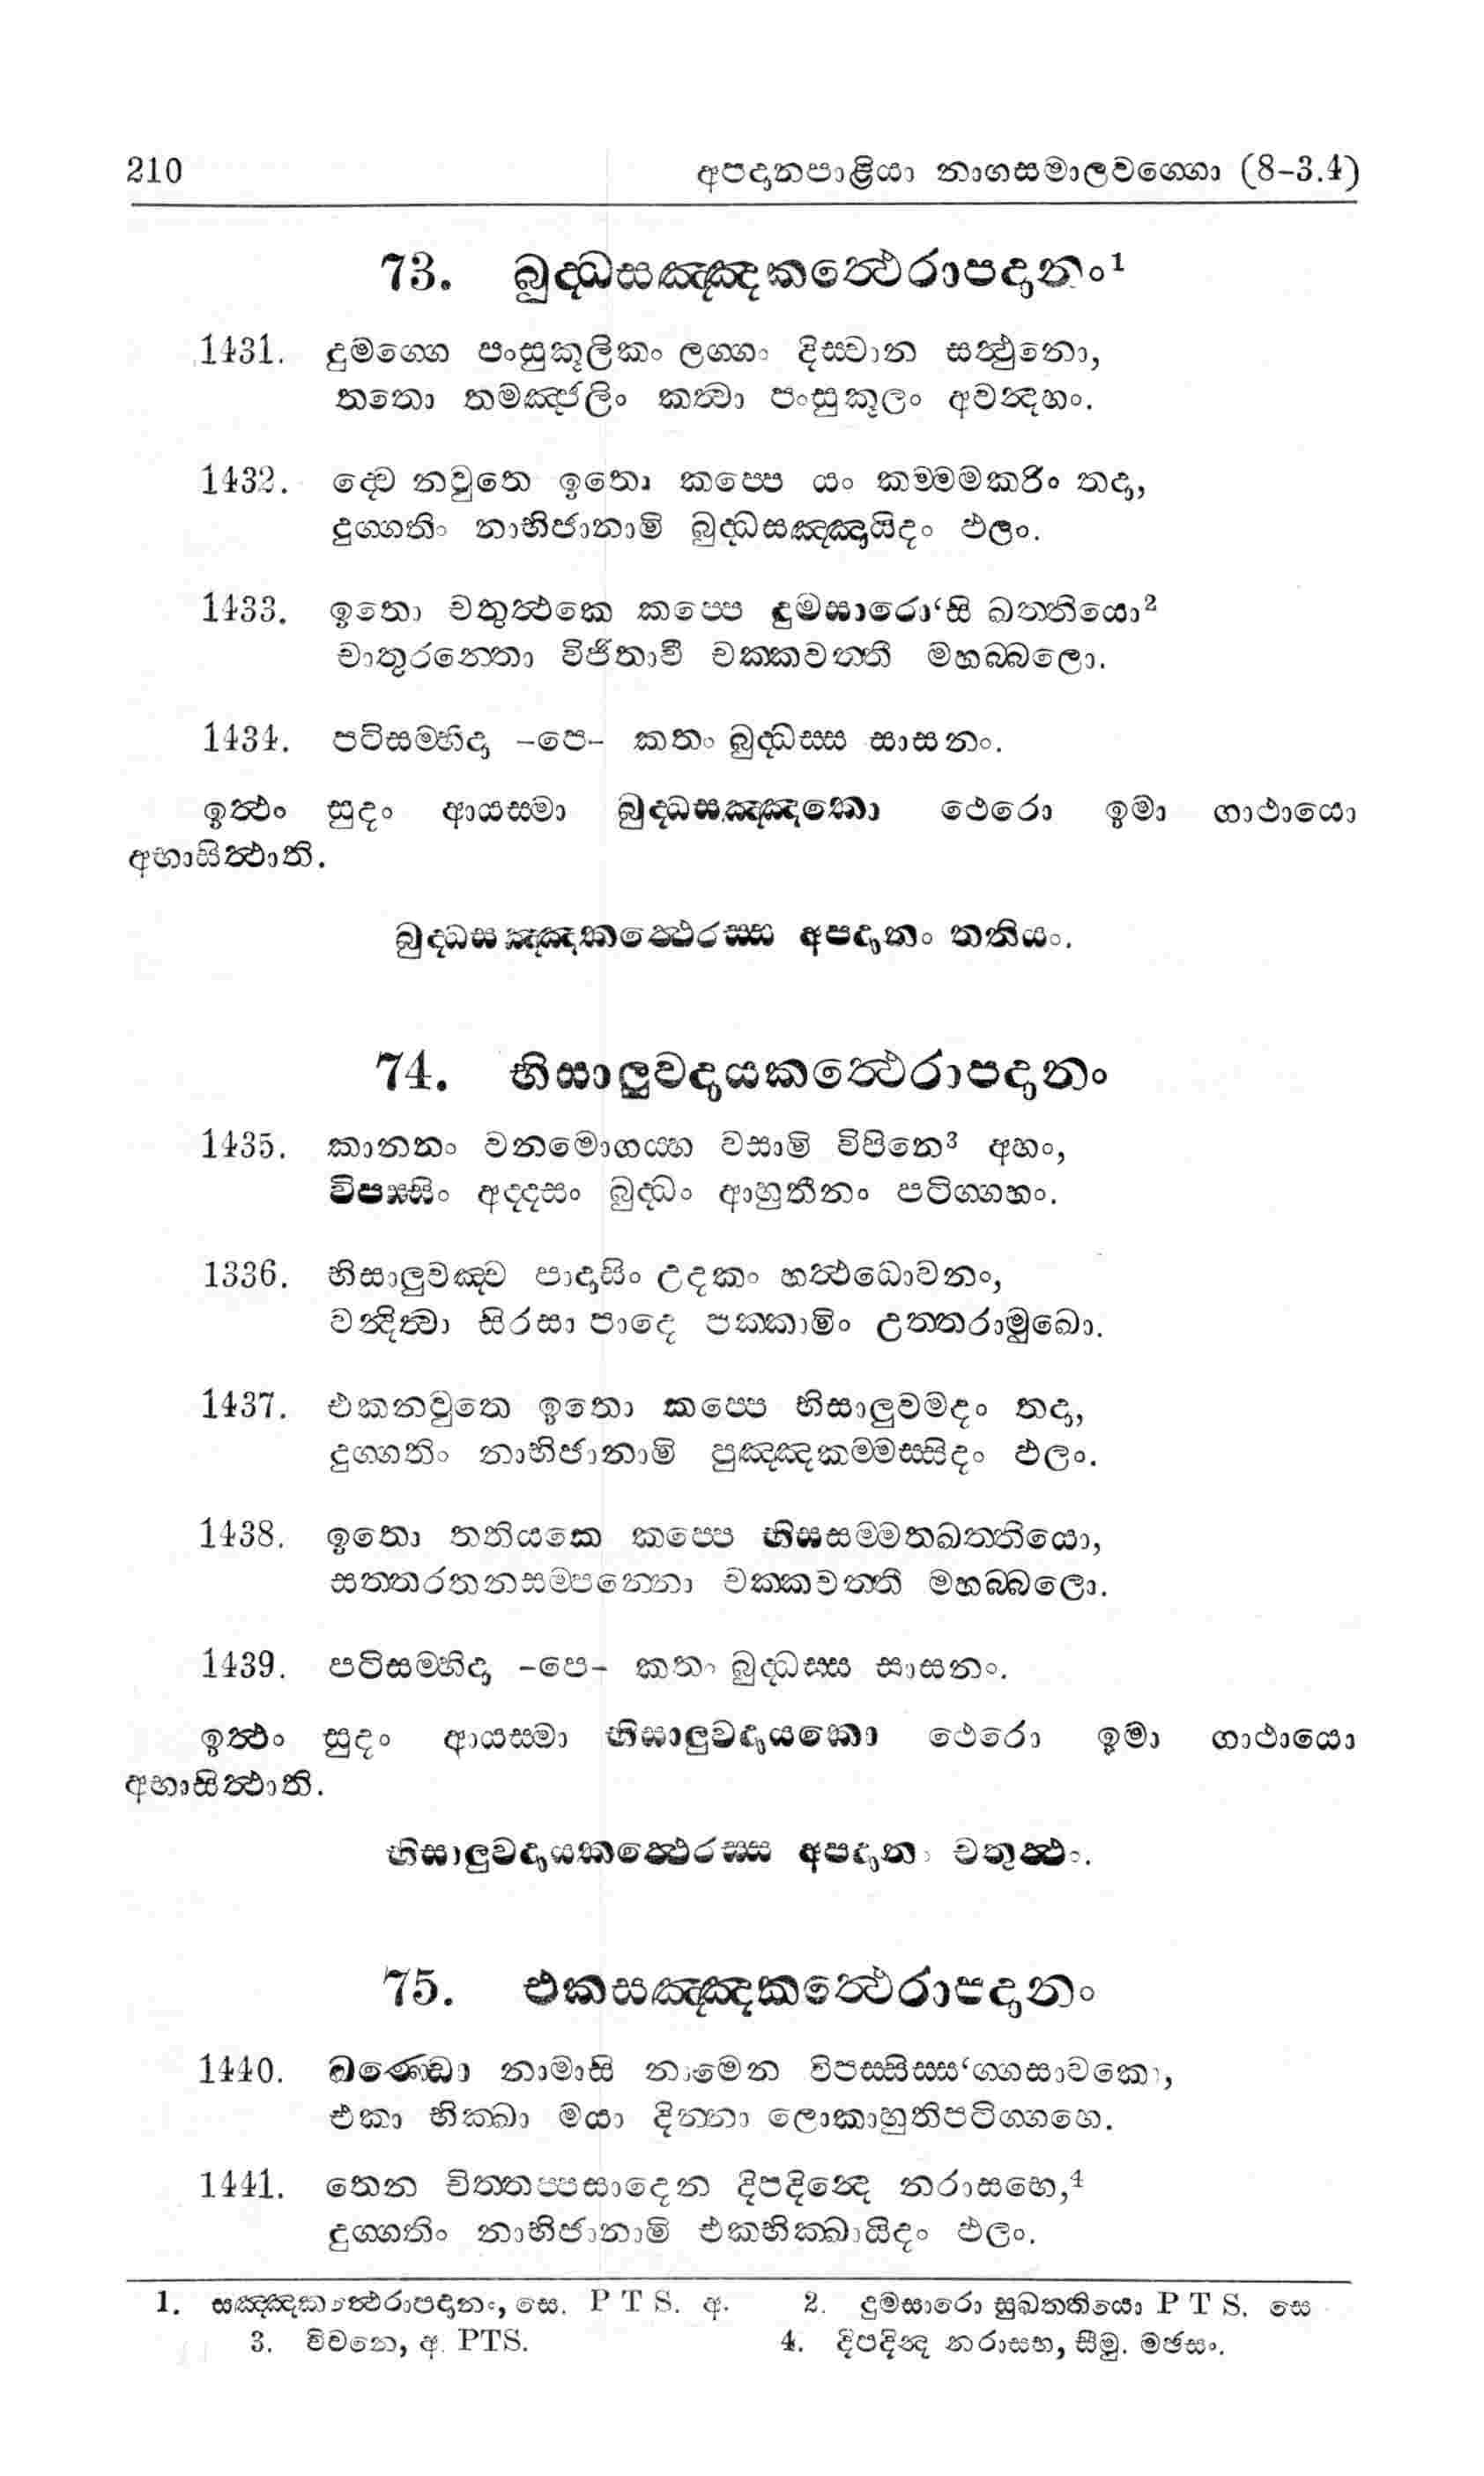 210 අපදානපාළියා නාගසමාලවග්ගො (8-3.4)
73. බුද්ධසඤ්ඤකත්ථෙරාපදානං¹
1431. දුමග්ගෙ පංසුකූලිකං ලග්ගං දිස්වාන සත්ථුනො,
තතො තමඤ්ජලිං කත්වා පංසුකූලං අවන්දහං.
1432. ද්වෙ නවුතෙ ඉතො කප්පෙ යං කම්මමකරිං තදා,
දුග්ගතිං නාභිජානාමි බුද්ධසඤ්ඤායිදං ඵලං.
1433. ඉතො චතුත්ථකෙ කප්පෙ දුමසාරො‘සි ඛත්තියො²
චාතුරන්තො විජිතාවී චක්කවත්තී මහබ්බලො.
1434. පටිසම්භිදා -පෙ- කතං බුද්ධස්ස සාසනං.
ඉත්ථං සුදං ආයස්මා බුද්ධසඤ්ඤකො ථෙරො ඉමා ගාථායො
අභාසිත්ථාති.
බුද්ධසඤ්ඤකත්ථෙරස්ස අපදානං තතියං.
74. භිසාලුවදායකත්ථෙරාපදානං
1435. කානනං වනමොගය්හ වසාමි විපිනෙ³ අහං,
විපස්සිං අද්දසං බුද්ධං ආහුතීනං පටිග්ගහං.
1336. භිසාලුවඤ්ච පාදාසිං උදකං හත්ථධොවනං,
වන්දිත්වා සිරසා පාදෙ පක්කාමිං උත්තරාමුඛො.
1437. එකනවුතෙ ඉතො කප්පෙ භිසාලුවමදං තදා,
දුග්ගතිං නාභිජානාමි පුඤ්ඤකම්මස්සිදං ඵලං.
1438. ඉතො තතියකෙ කප්පෙ භිසසම්මතඛත්තියො,
සත්තරතනසම්පන්නො චක්කවත්තී මහබ්බලො.
1439. පටිසම්භිදා -පෙ- කතං බුද්ධස්ස සාසනං.
ඉත්ථං සුදං ආයස්මා භිසාලුවදායකො ථෙරො ඉමා ගාථායො
අභාසිත්ථාති.
භිසාලුවදායකත්ථෙරස්ස අපදානං චතුත්ථං.
75. එකසඤ්ඤකත්ථෙරාපදානං
1440. ඛණ්ඩො නාමාසි නාමෙන විපස්සිස්ස‘ග්ගසාවකො,
එකා භික්ඛා මයා දින්නා ලොකාහුතිපටිග්ගහෙ.
1441. තෙන චිත්තප්පසාදෙන දිපදින්දෙ නරාසභෙ,⁴
දුග්ගතිං නාභිජානාමි එකභික්ඛායිදං ඵලං.
1. සඤ්ඤකත්ථෙරාපදානං, සෙ. P T S. අ. 2. දුමසාරො සුඛත්තියො P T S. සෙ
3. විචනෙ, අ. PTS. 4. දිපදින්ද නරාසභ, සීමු. මඡසං.